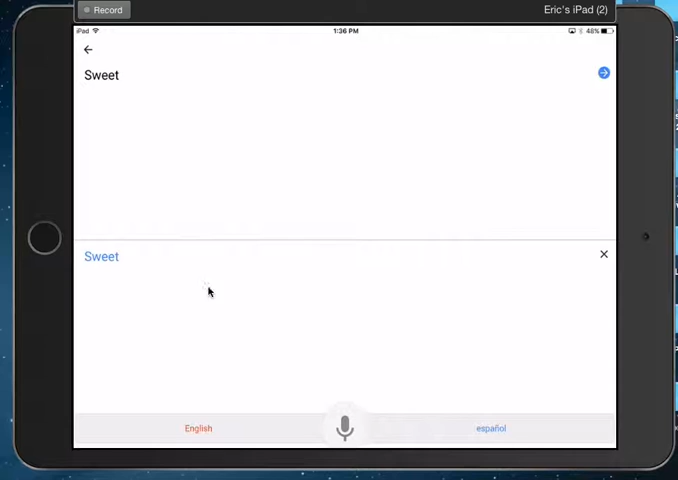 Record
Eric's iPad (2)
iPad
1:36 PM
48%
Sweet
Sweet
English
español